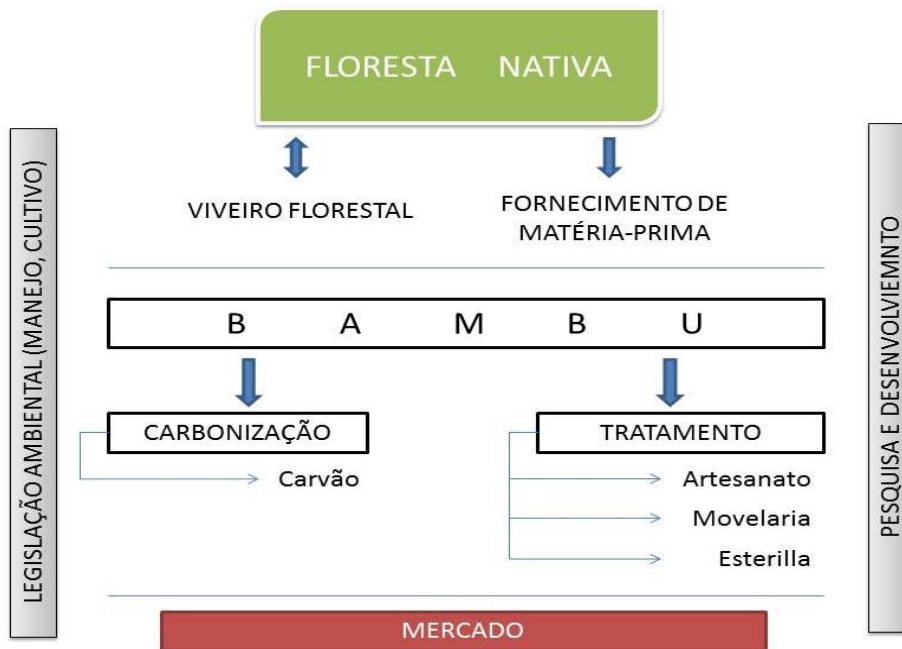 FLORESTA NATIVA
VIVEIRO FLORESTAL
FORNECIMENTO DE
MATÉRIA-PRIMA
LEGISLAÇÃO AMBIENTAL (MANEJO, CULTIVO)
PESQUISA E DESENVOLVIEMNTO
B A M B U
CARBONIZAÇÃO
Carvão
TRATAMENTO
Artesanato
Movelaria
Esterilla
MERCADO